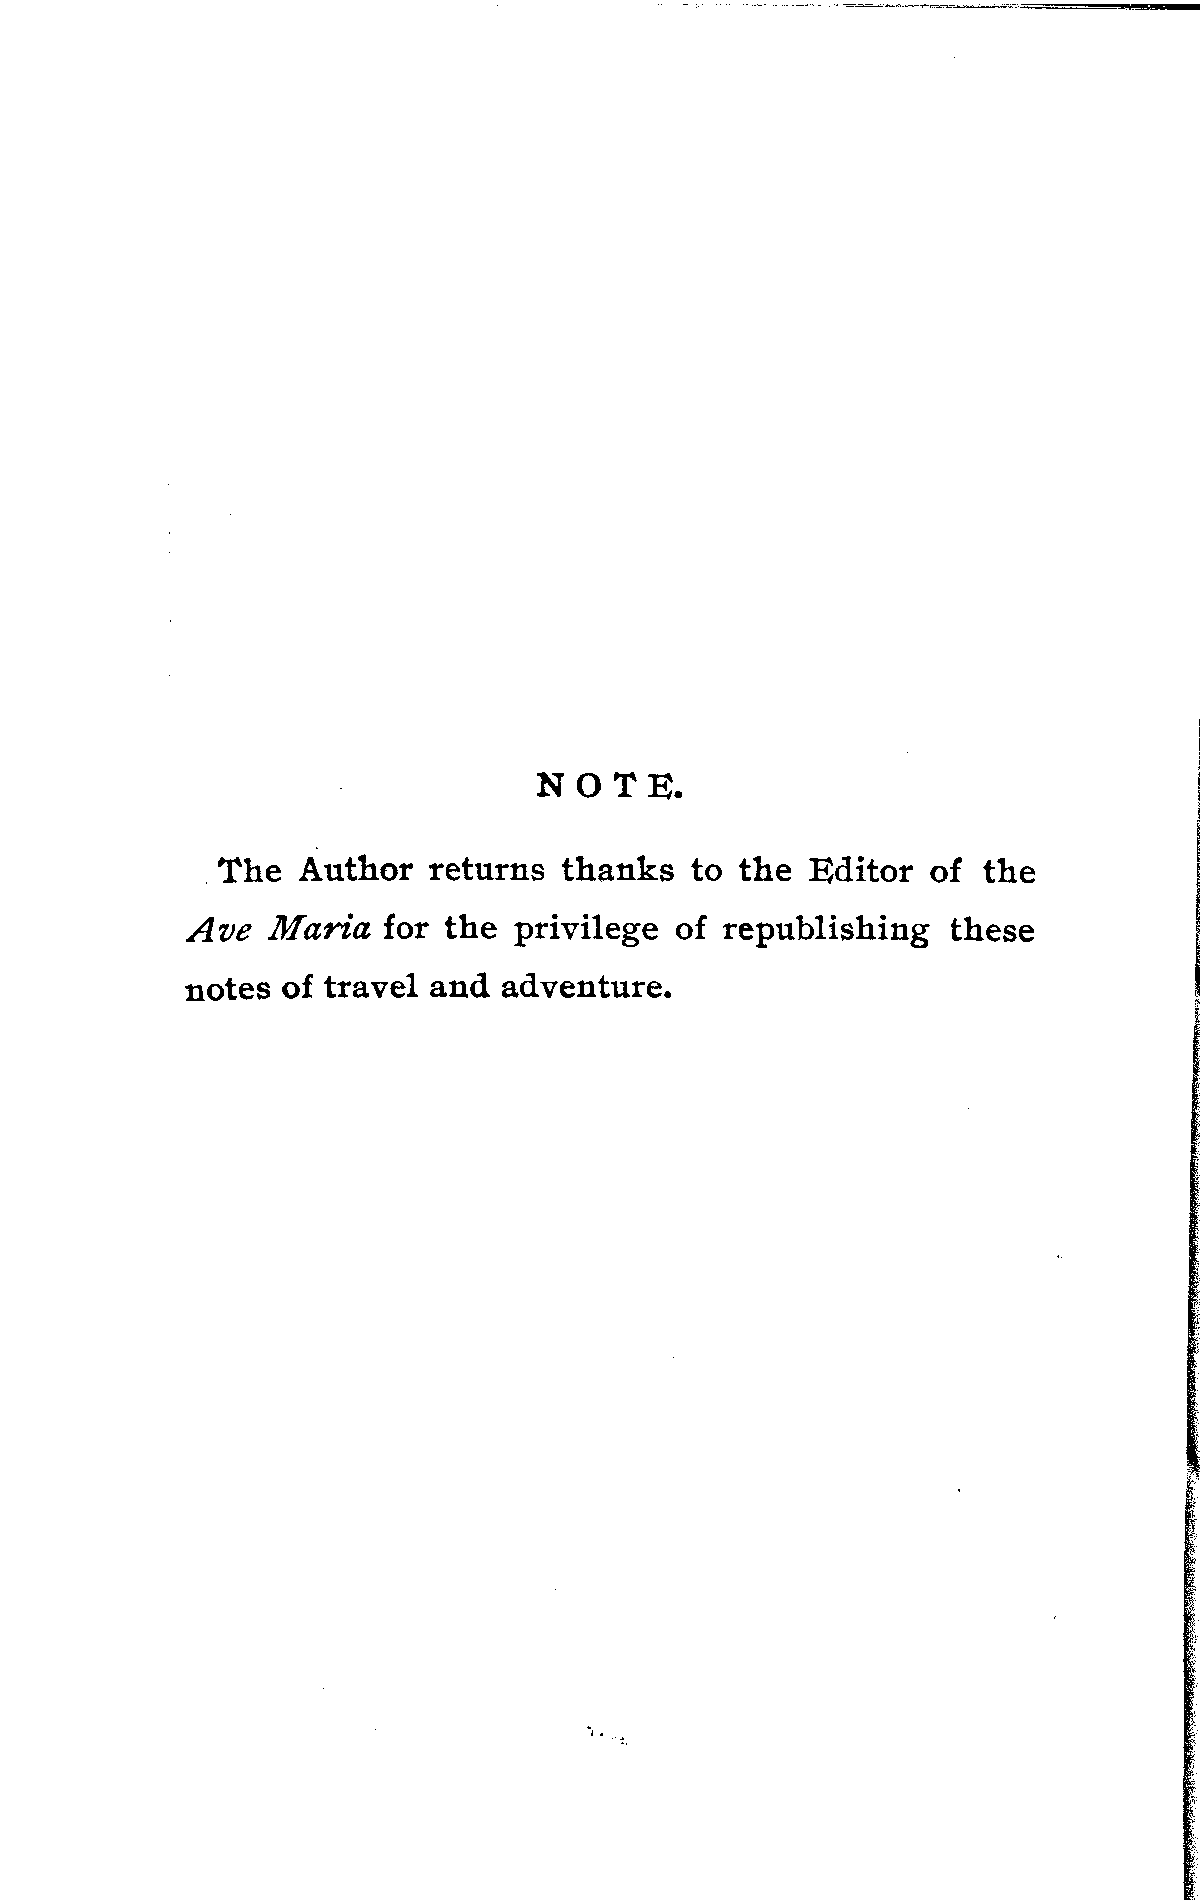 NOTE.
The Author returns thanks to the Editor of the
Ave Maria for the privilege of republishing these
notes of travel and adventure.